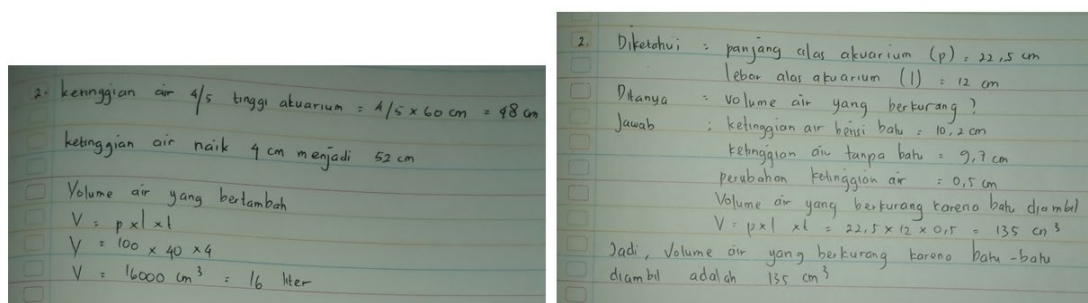 2. ketinggian air 4/5 tinggi akuarium = 4/5 x 60 cm = 48 cm
ketinggian air naik 4 cm menjadi 52 cm
Volume air yang bertambah
V = p x l x t
V = 100 x 40 x 4
V = 16000 cm³ = 16 liter
2. Diketahui : panjang alas akuarium (p) = 22,5 cm
lebar alas akuarium (l) = 12 cm
Ditanya : volume air yang berkurang ?
Jawab : ketinggian air berisi batu = 10,2 cm
ketinggian air tanpa batu = 9,7 cm
perubahan ketinggian air = 0,5 cm
Volume air yang berkurang karena batu diambil
V = p x l x t = 22,5 x 12 x 0,5 = 135 cm³
Jadi, volume air yang berkurang karena batu-batu
diambil adalah 135 cm³